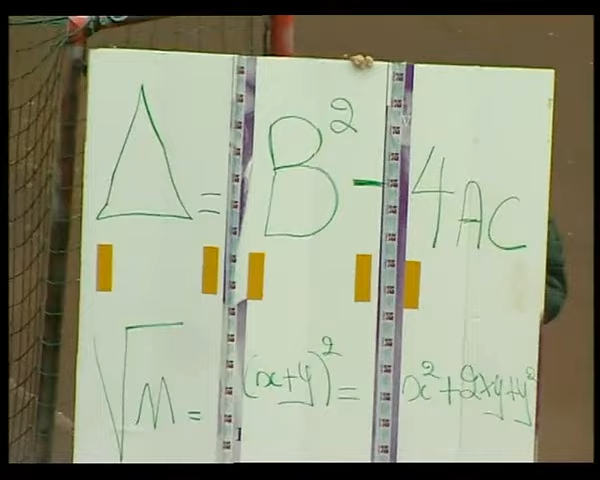 Δ = B² - 4AC
√M = (x+y)² = x² + 2xy + y²